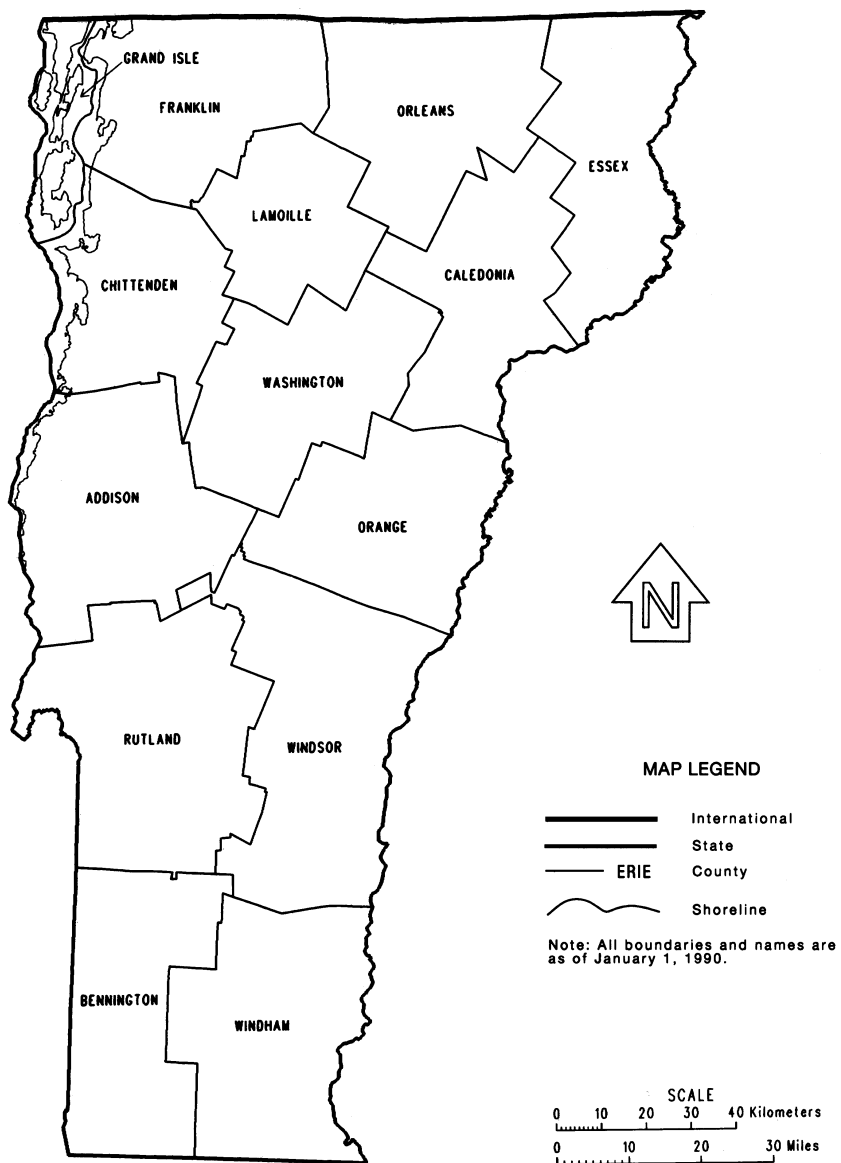 GRAND ISLE
FRANKLIN
ORLEANS
ESSEX
LAMOILLE
CALEDONIA
CHITTENDEN
WASHINGTON
ADDISON
ORANGE
N
RUTLAND
WINDSOR
MAP LEGEND
International
State
ERIE County
Shoreline
Note: All boundaries and names are
as of January 1, 1990.
BENNINGTON
WINDHAM
SCALE
0 10 20 30 40 Kilometers
0 10 20 30 Miles